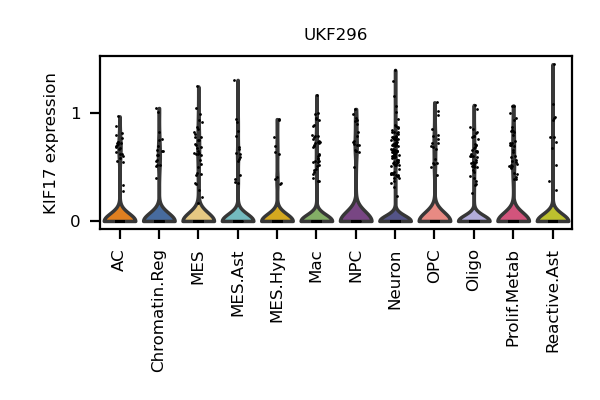 UKF296
KIF17 expression
1
0
AC
Chromatin.Reg
MES
MES.Ast
MES.Hyp
Mac
NPC
Neuron
OPC
Oligo
Prolif.Metab
Reactive.Ast